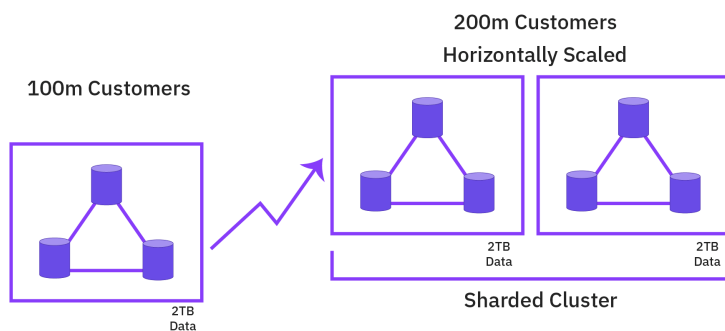 200m Customers
Horizontally Scaled
100m Customers
2TB
Data
2TB
Data
2TB
Data
Sharded Cluster